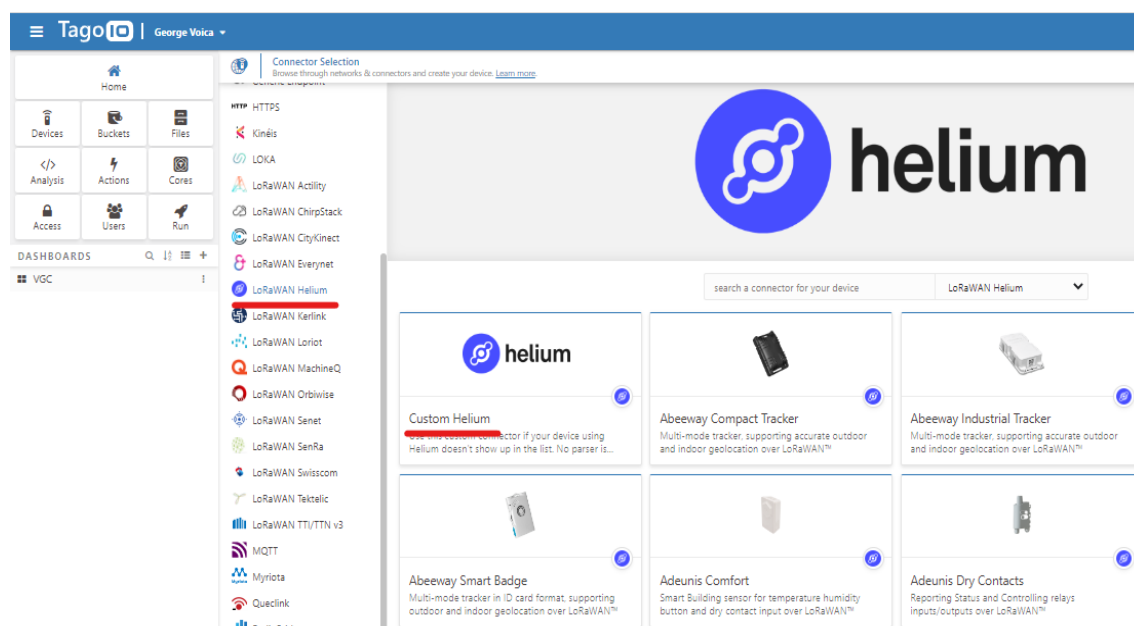 TagoIO | George Voica
Home
Devices Buckets Files
</> Analysis Actions Cores
Access Users Run
DASHBOARDS
VGC
Connector Selection
Browse through networks & connectors and create your device. Learn more.
Generic Endpoint
HTTP HTTPS
Kinéis
LOKA
LoRaWAN Actility
LoRaWAN ChirpStack
LoRaWAN CityKinect
LoRaWAN Everynet
LoRaWAN Helium
LoRaWAN Kerlink
LoRaWAN Loriot
LoRaWAN MachineQ
LoRaWAN Orbiwise
LoRaWAN Senet
LoRaWAN SenRa
LoRaWAN Swisscom
LoRaWAN Tektelic
LoRaWAN TTI/TTN v3
MQTT
Myriota
Queclink
helium
search a connector for your device LoRaWAN Helium
helium
Custom Helium
Use this custom connector if your device using
Helium doesn't show up in the list. No parser is...
Abeeway Compact Tracker
Multi-mode tracker, supporting accurate outdoor
and indoor geolocation over LoRaWAN™
Abeeway Industrial Tracker
Multi-mode tracker, supporting accurate outdoor
and indoor geolocation over LoRaWAN™
Abeeway Smart Badge
Multi-mode tracker in ID card format, supporting
outdoor and indoor geolocation over LoRaWAN™
Adeunis Comfort
Smart Building sensor for temperature humidity
button and dry contact input over LoRaWAN™
Adeunis Dry Contacts
Reporting Status and Controlling relays
inputs/outputs over LoRaWAN™